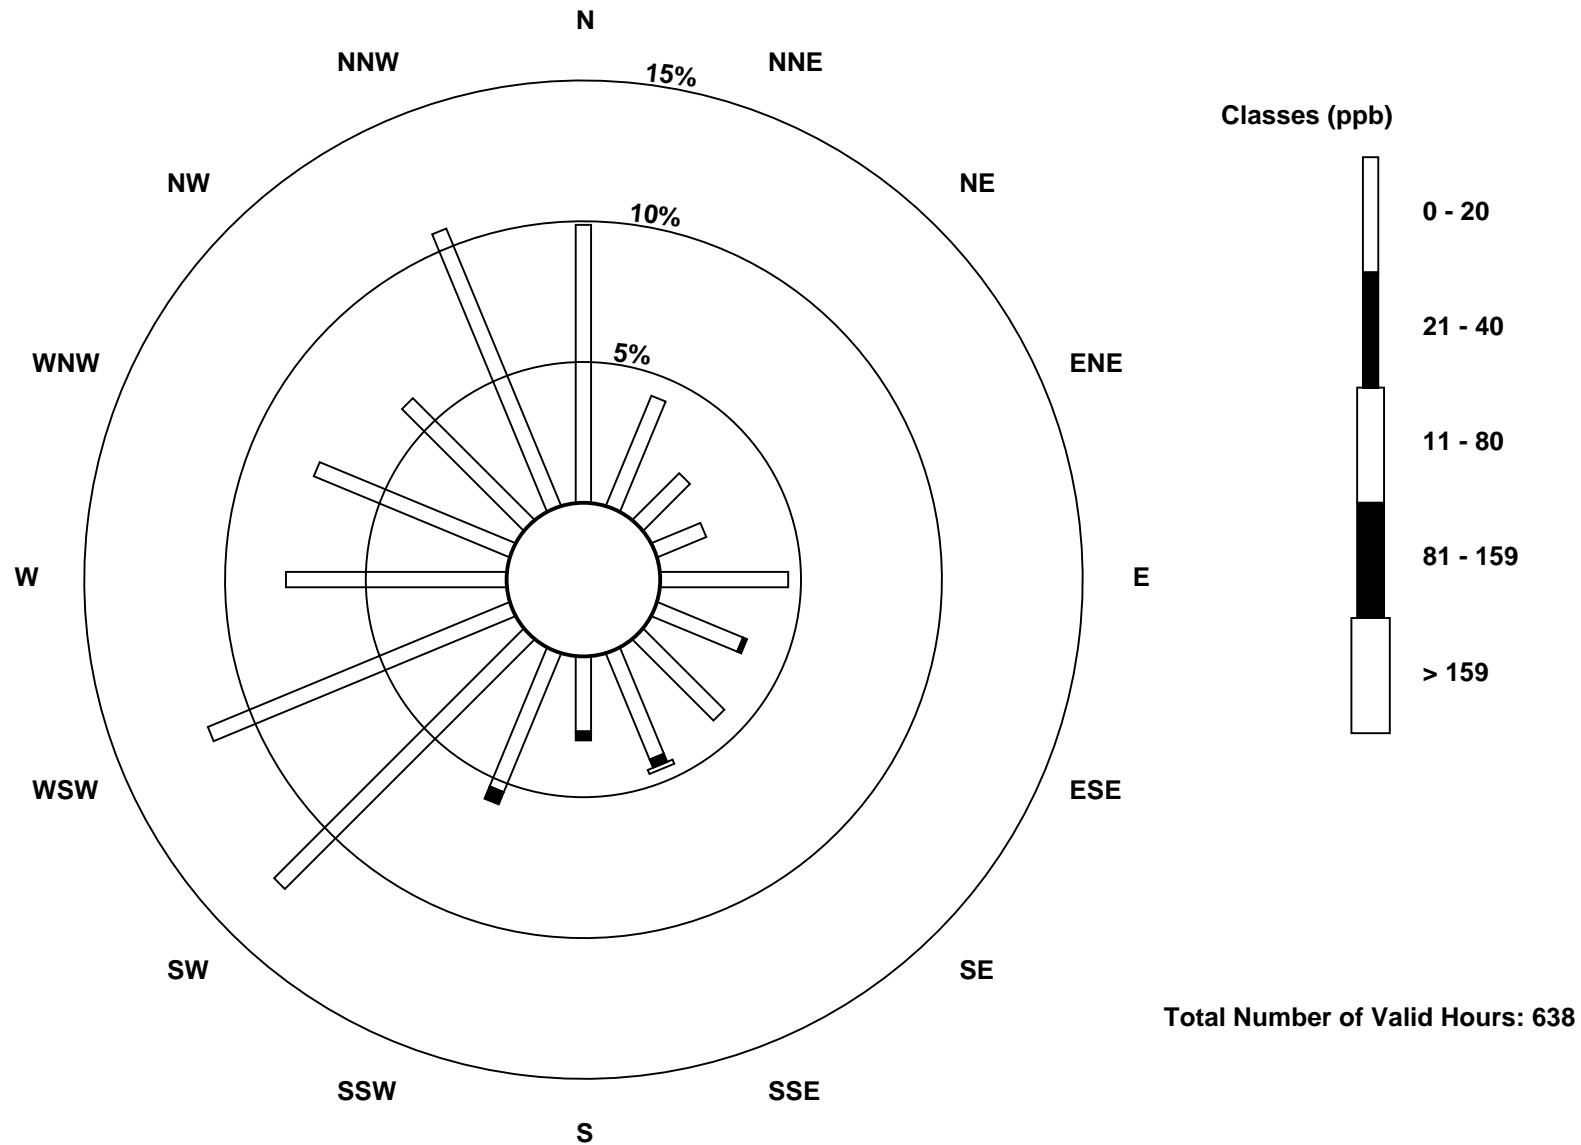 N
NNW
NNE
15%
Classes (ppb)
NW
NE
10%
0 - 20
21 - 40
5%
WNW
ENE
11 - 80
81 - 159
W
E
> 159
WSW
ESE
SW
SE
Total Number of Valid Hours: 638
SSW
SSE
S